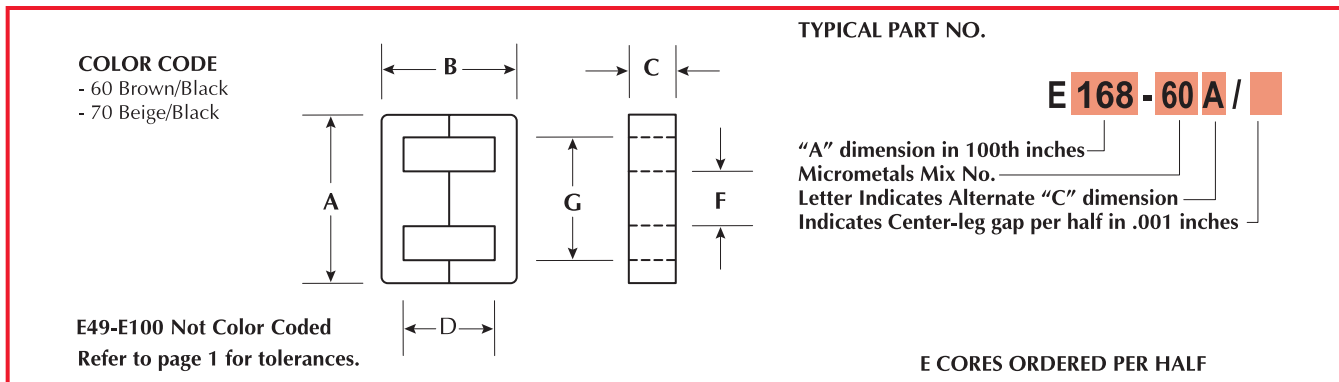 COLOR CODE
- 60 Brown/Black
- 70 Beige/Black
B
C
A
G
F
D
E49-E100 Not Color Coded
Refer to page 1 for tolerances.
TYPICAL PART NO.
E 168 - 60 A /
“A” dimension in 100th inches
Micrometals Mix No.
Letter Indicates Alternate “C” dimension
Indicates Center-leg gap per half in .001 inches
E CORES ORDERED PER HALF